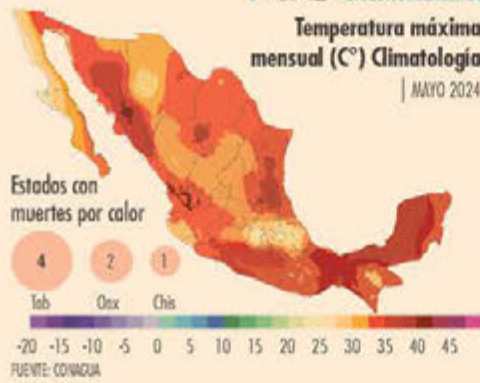 Temperatura máxima
mensual (C°) Climatología
| MAYO 2024
Estados con
muertes por calor
4 2 1
Tab Oax Chis
-20 -15 -10 -5 0 5 10 15 20 25 30 35 40 45
FUENTE: CONAGUA